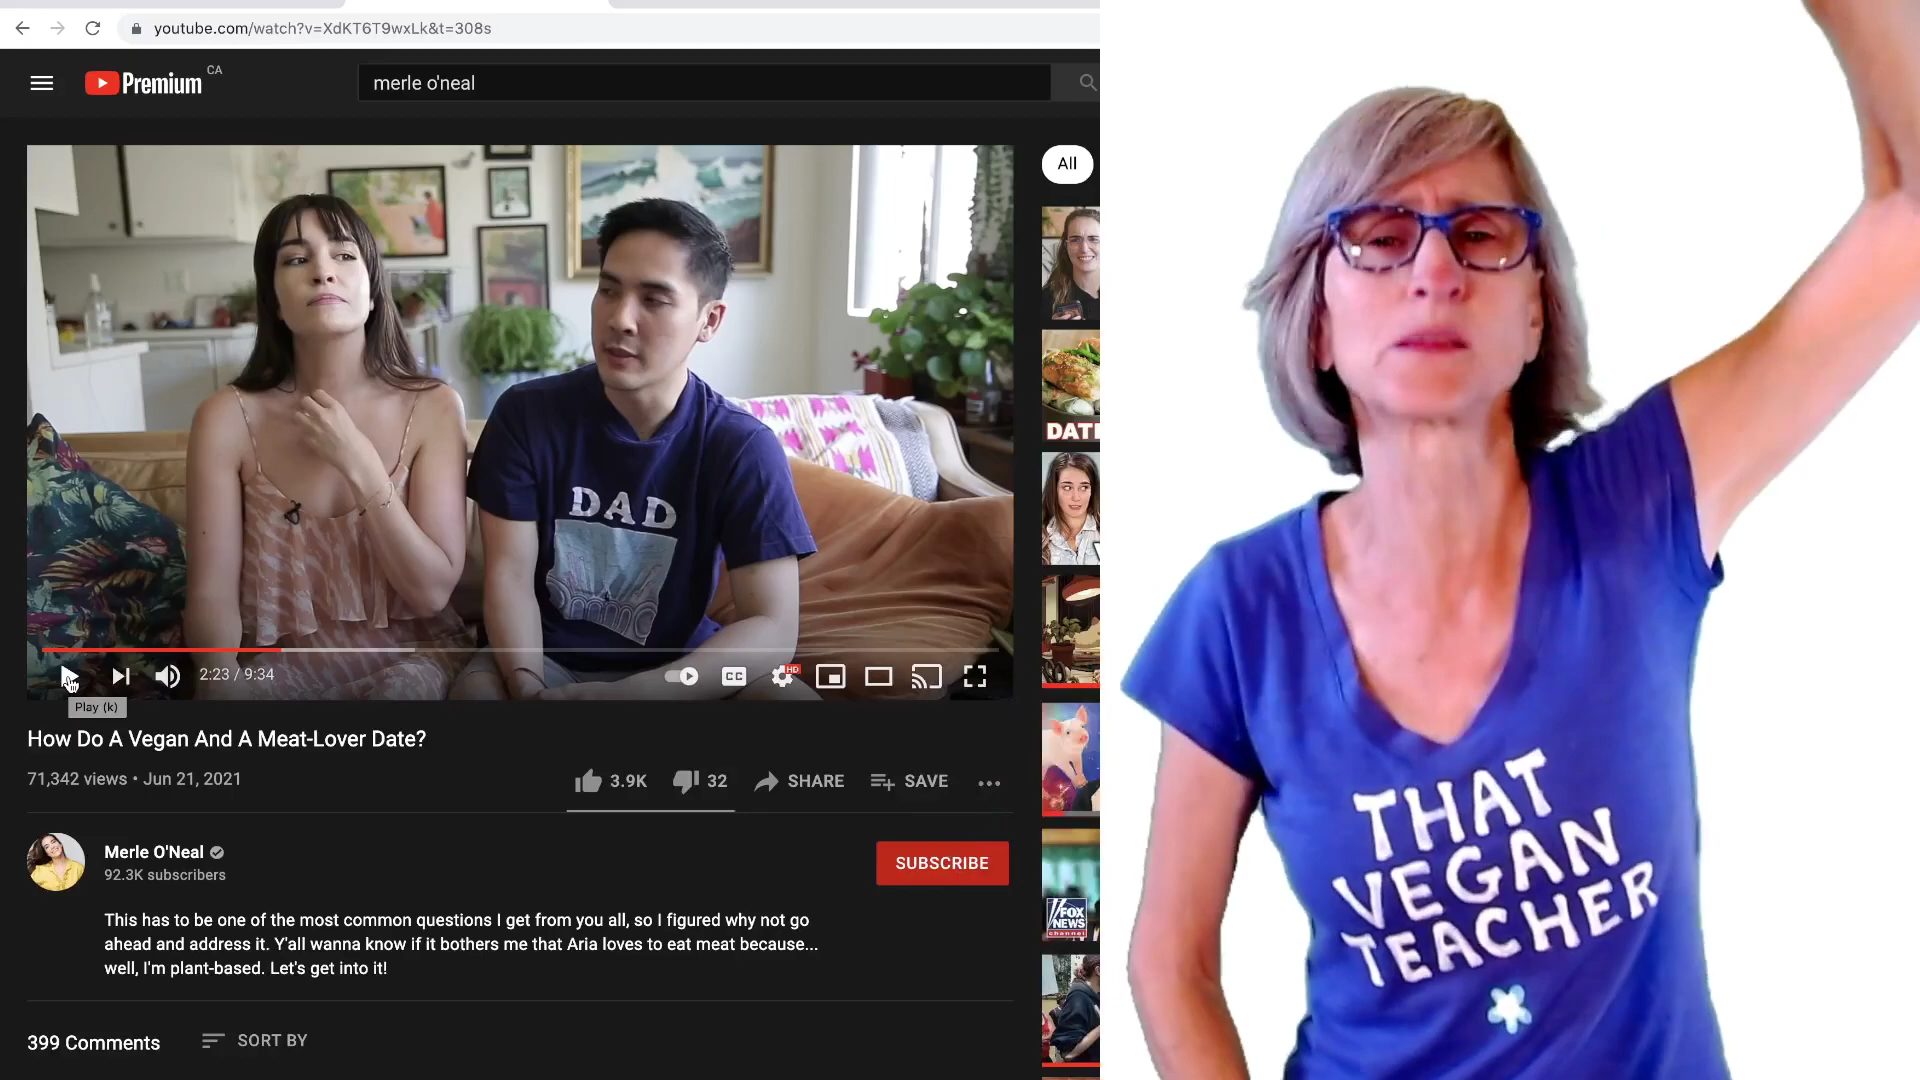 youtube.com/watch?v=XdKT6T9wxLk&t=308s
Premium CA
merle o'neal
All
DAD
DATI
2:23 / 9:34
CC
HD
Play (k)
How Do A Vegan And A Meat-Lover Date?
71,342 views • Jun 21, 2021
3.9K
32
SHARE
SAVE
Merle O'Neal
92.3K subscribers
SUBSCRIBE
This has to be one of the most common questions I get from you all, so I figured why not go
ahead and address it. Y'all wanna know if it bothers me that Aria loves to eat meat because...
well, I'm plant-based. Let's get into it!
399 Comments
SORT BY
FOX
NEWS
channel
THAT
VEGAN
TEACHER